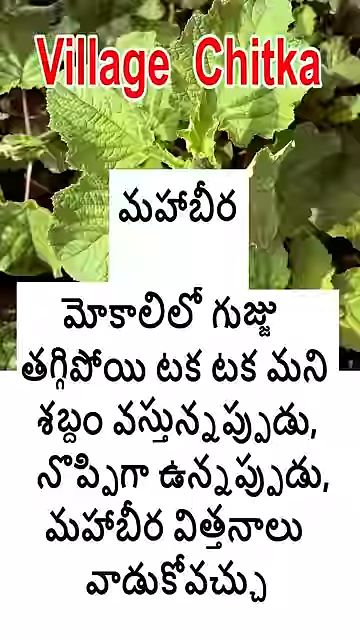 Village Chitka
మహాబీర
మోకాలిలో గుజ్జు
తగ్గిపోయి టక టక మని
శబ్దం వస్తున్నప్పుడు,
నొప్పిగా ఉన్నప్పుడు,
మహాబీర విత్తనాలు
వాడుకోవచ్చు